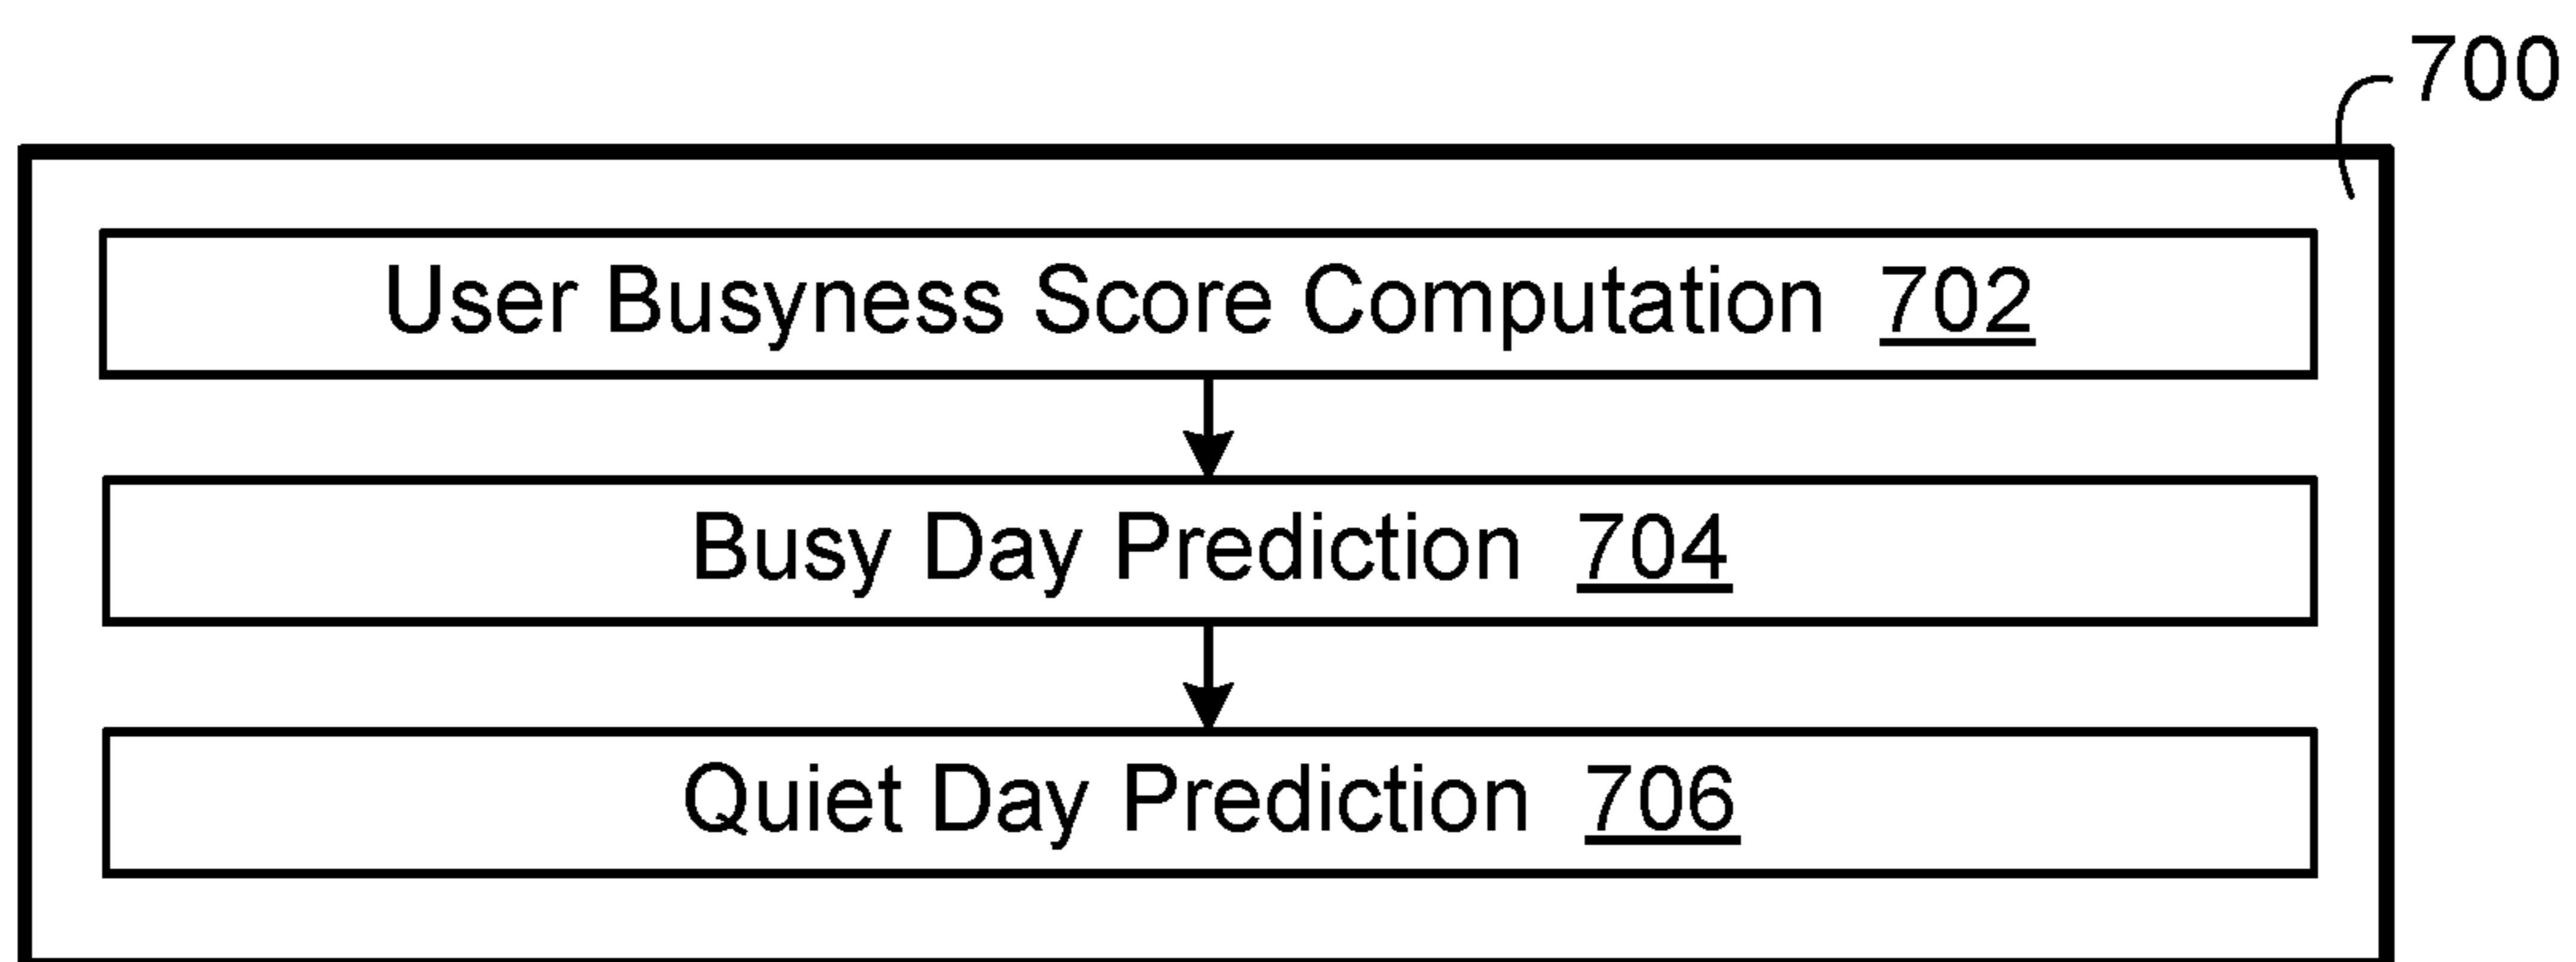 700
User Busyness Score Computation 702
Busy Day Prediction 704
Quiet Day Prediction 706